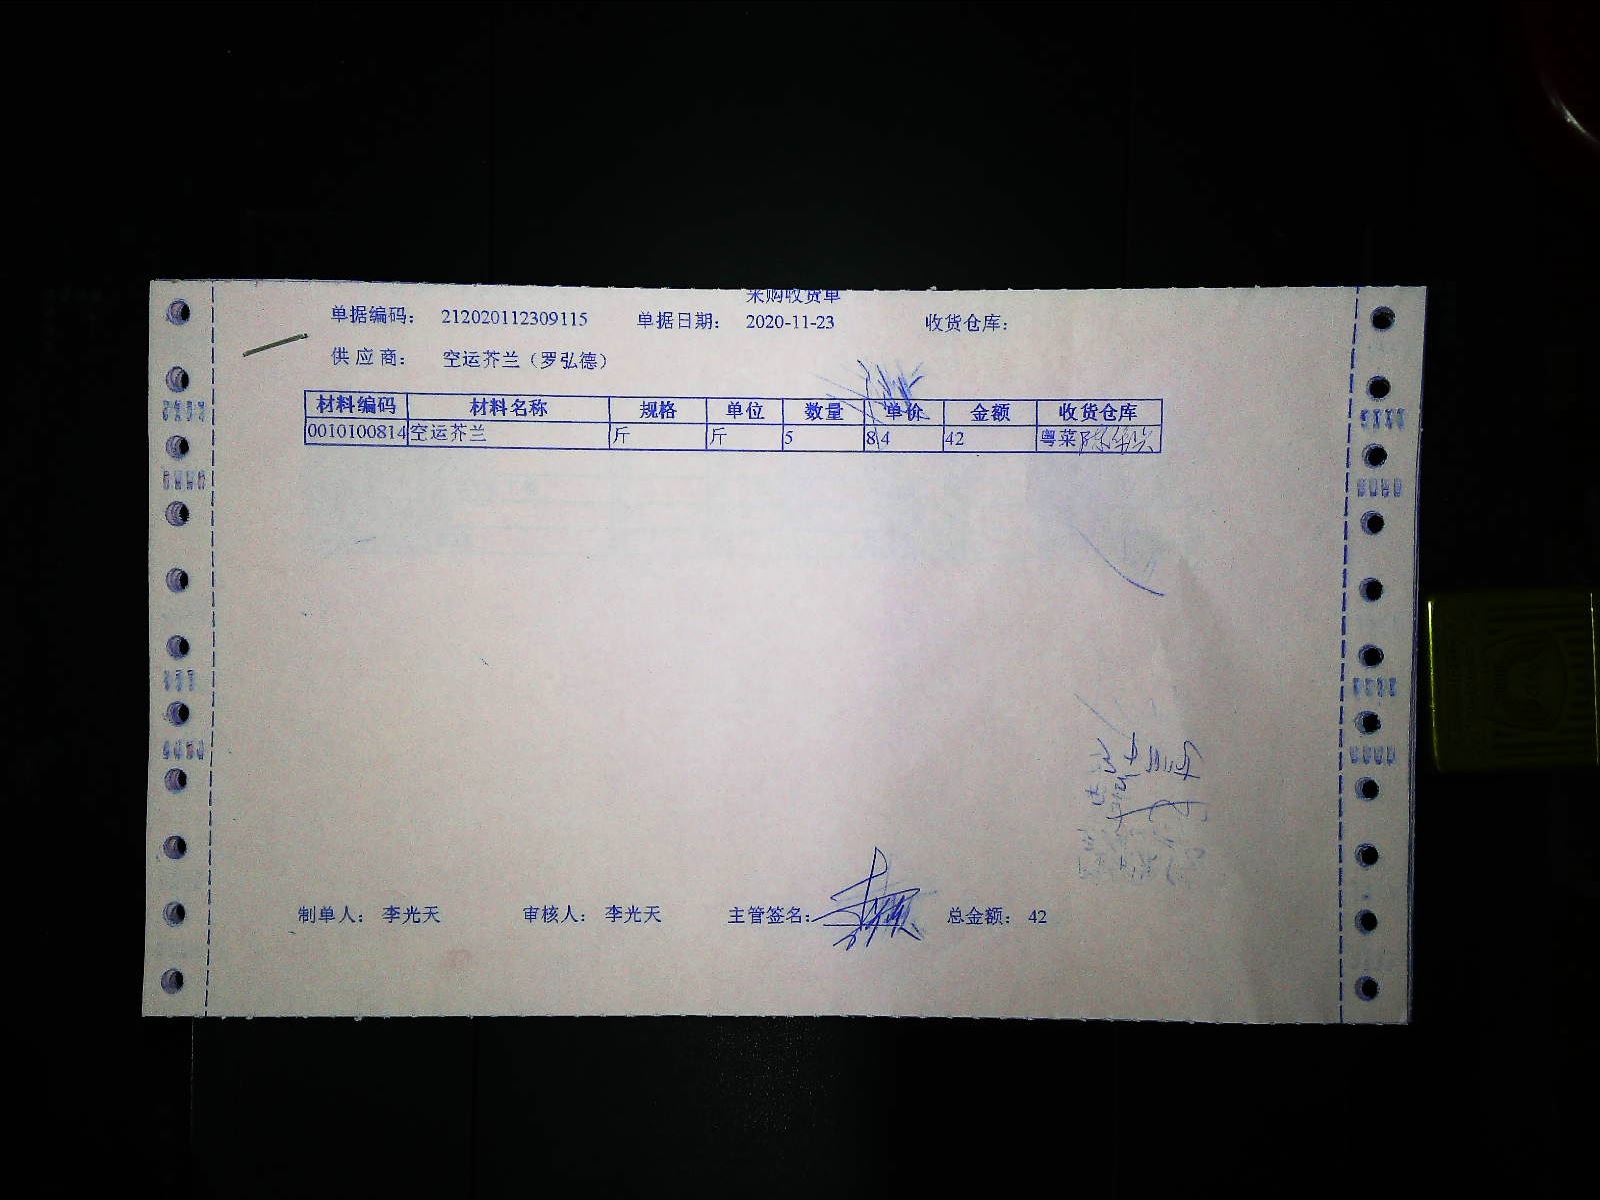 采购收货单
单据编码： 212020112309115 单据日期： 2020-11-23 收货仓库：
供 应 商： 空运芥兰（罗弘德）
材料编码 材料名称 规格 单位 数量 单价 金额 收货仓库
0010100814 空运芥兰 斤 斤 5 8.4 42 粤菜
制单人： 李光天 审核人： 李光天 主管签名： 总金额： 42